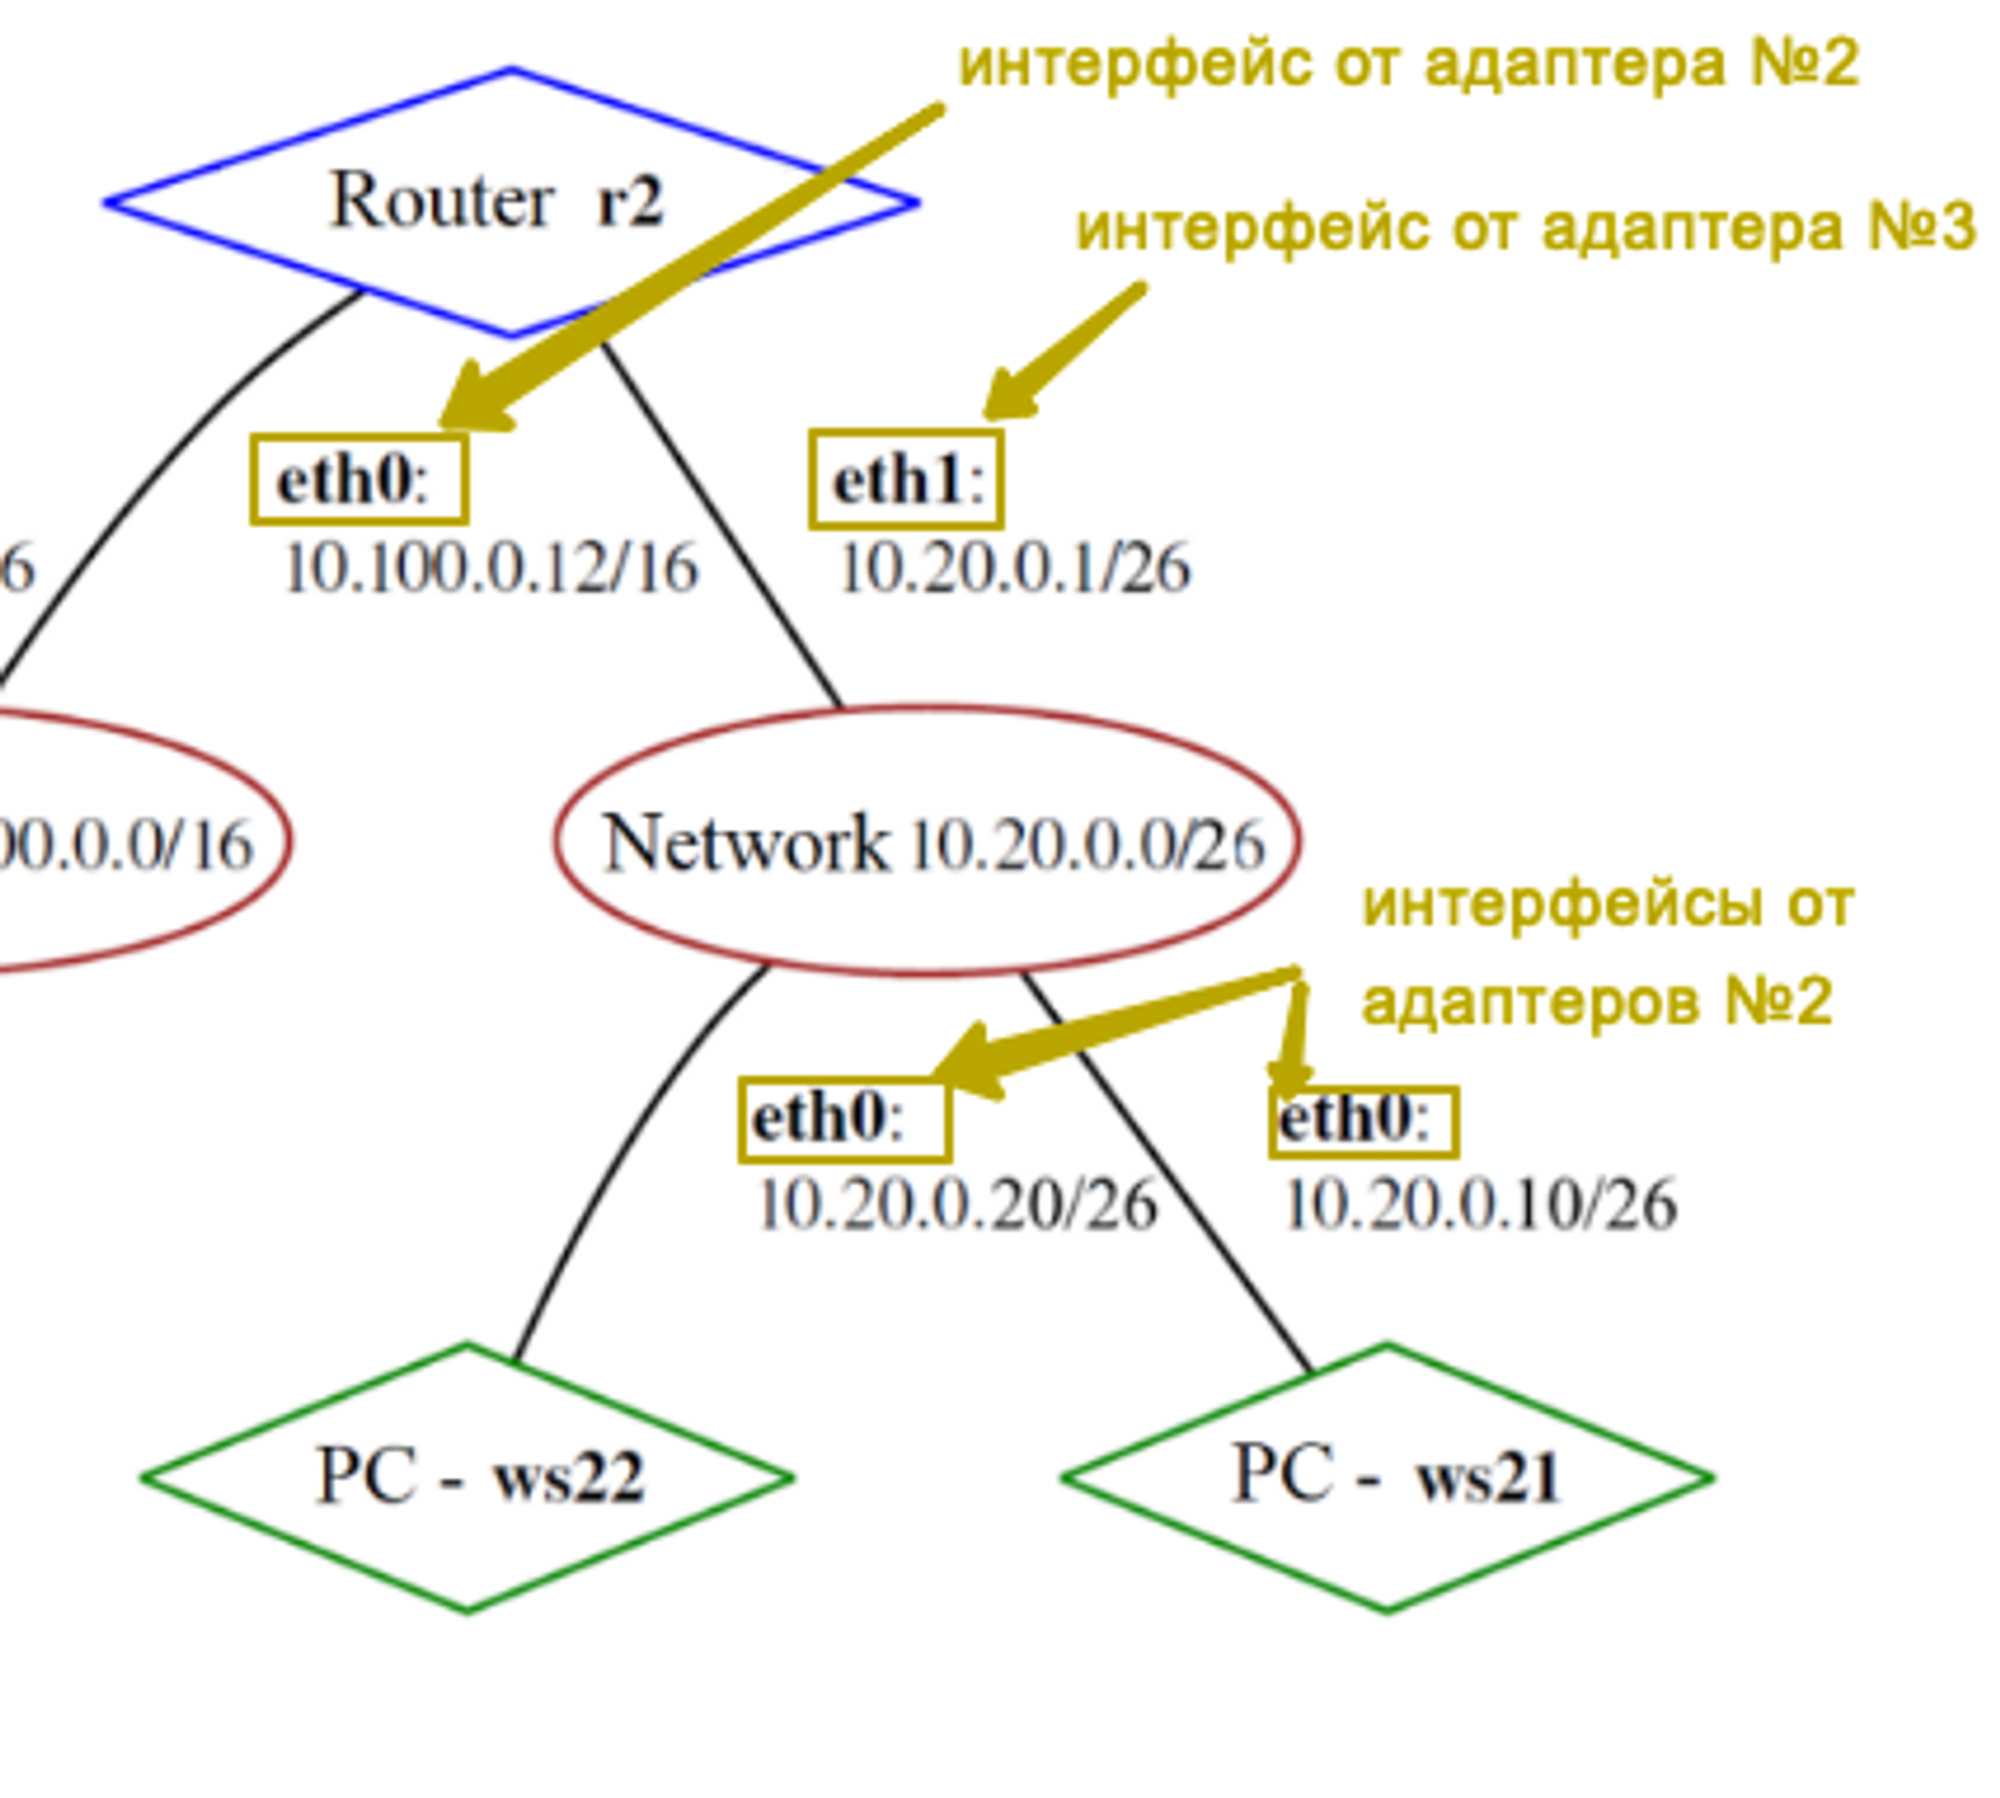 интерфейс от адаптера №2
Router r2
интерфейс от адаптера №3
eth0:
eth1:
6
10.100.0.12/16
10.20.0.1/26
00.0.0/16
Network 10.20.0.0/26
интерфейсы от
адаптеров №2
eth0:
eth0:
10.20.0.20/26
10.20.0.10/26
PC - ws22
PC - ws21